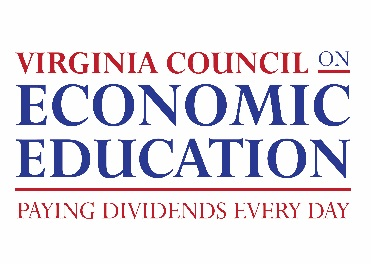 VIRGINIA COUNCIL ON
ECONOMIC
EDUCATION
PAYING DIVIDENDS EVERY DAY